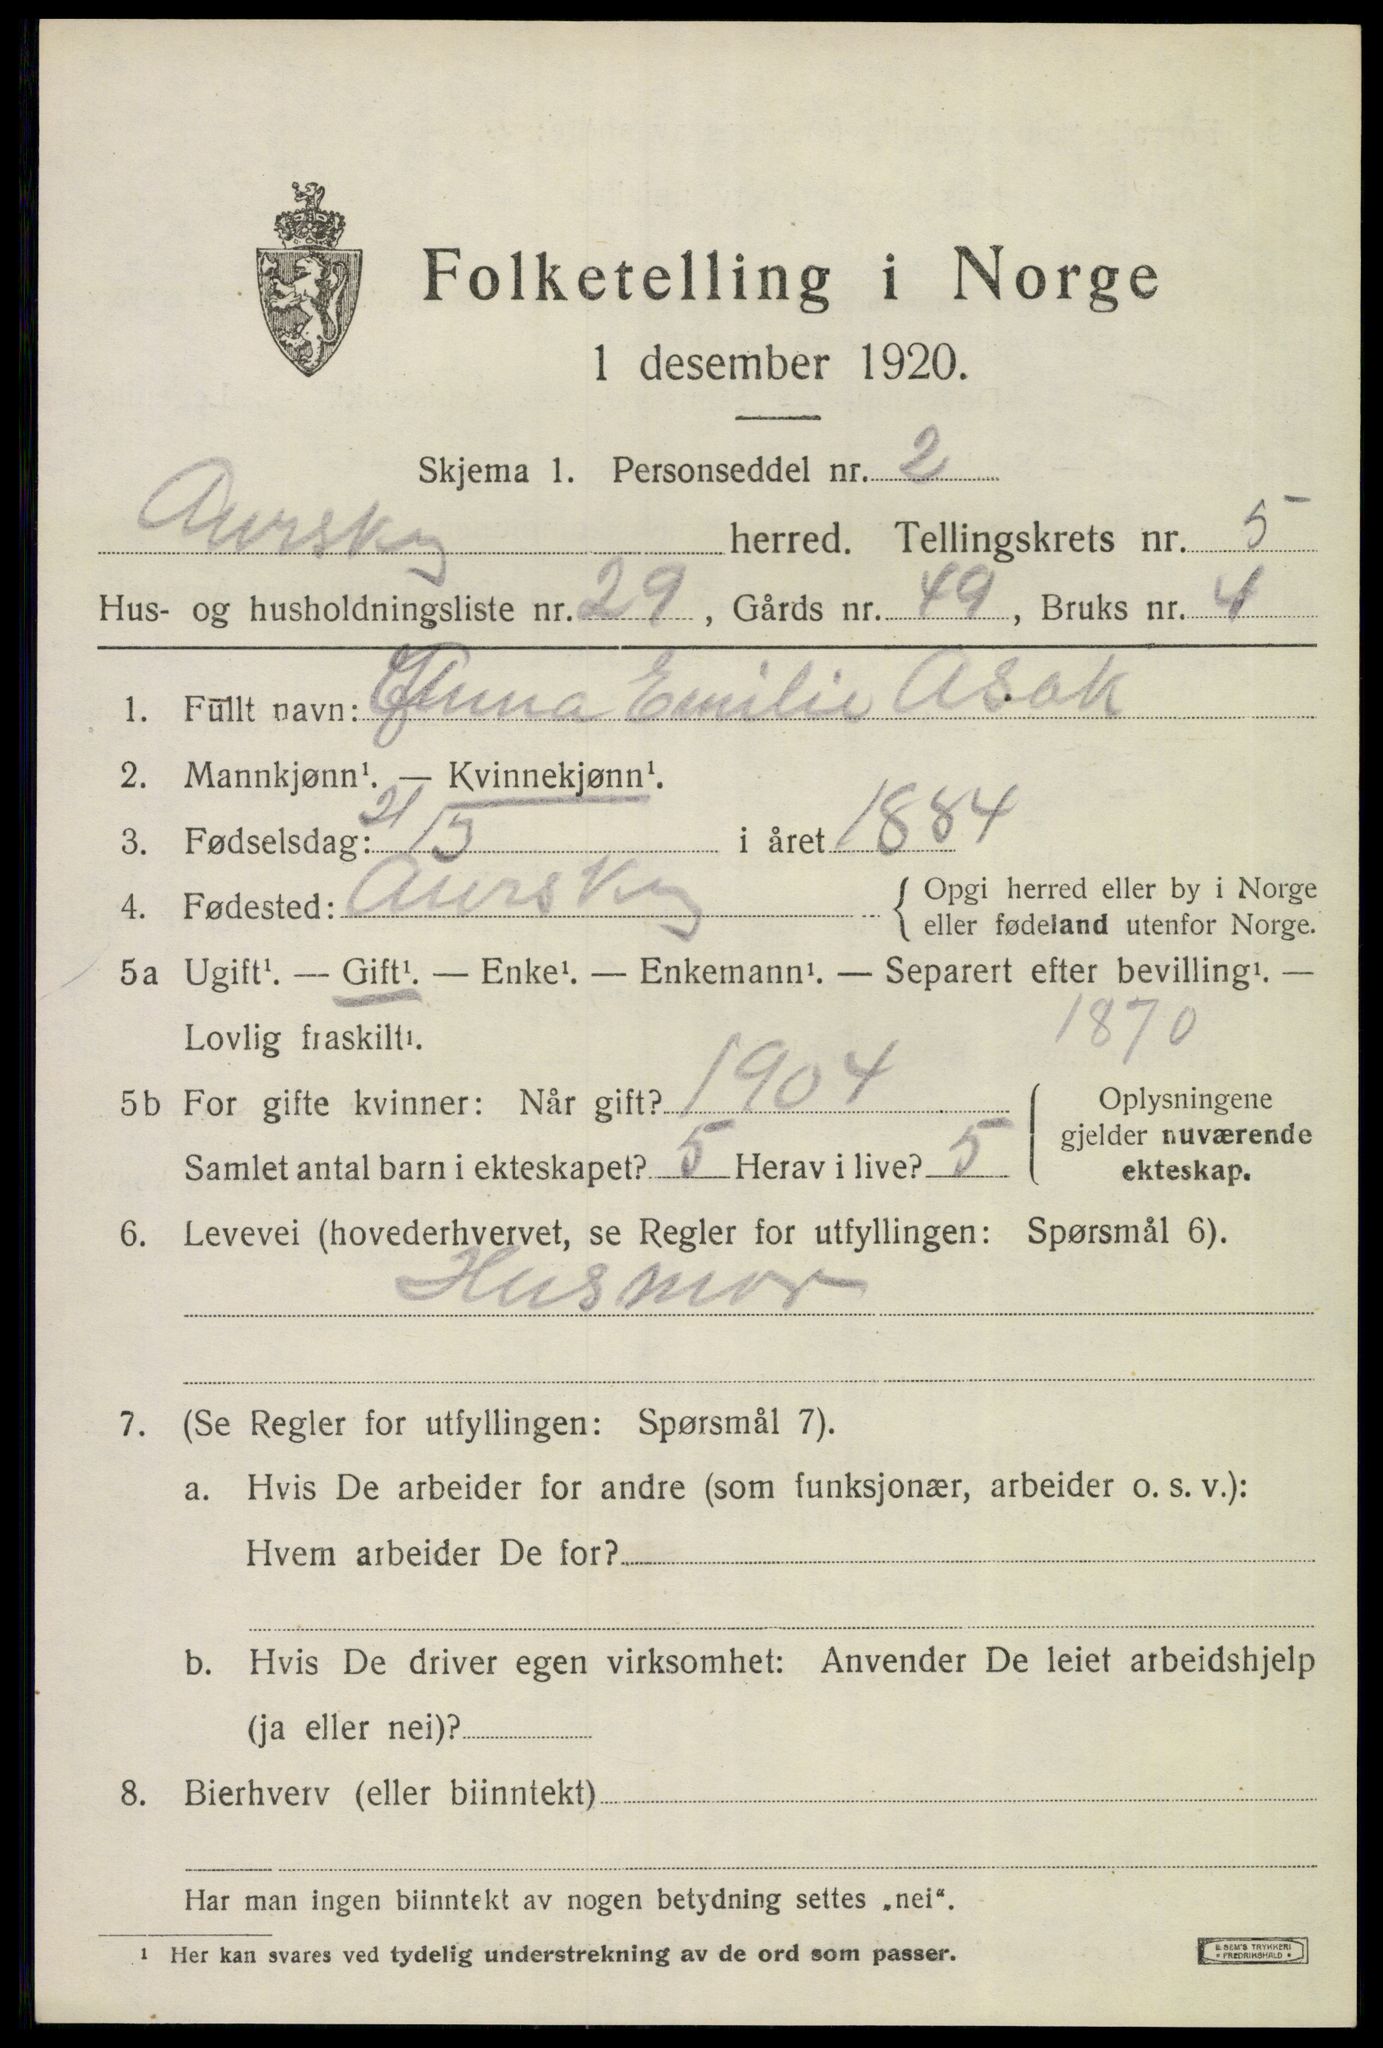 Folketelling i Norge
1 desember 1920.
Skjema 1. Personseddel nr. 2
Aursky herred. Tellingskrets nr. 5
Hus- og husholdningsliste nr. 29, Gårds nr. 49, Bruks nr. 4
1. Fullt navn: Anna Emilie Asak
2. Mannkjønn¹. — Kvinnekjønn¹.
3. Fødselsdag: 21/5 i året 1884
4. Fødested: Aursky { Opgi herred eller by i Norge
eller fødeland utenfor Norge.
5a Ugift¹. — Gift¹. — Enke¹. — Enkemann¹. — Separert efter bevilling¹. —
Lovlig fraskilt¹. 1870
5b For gifte kvinner: Når gift? 1904
Samlet antal barn i ekteskapet? 5 Herav i live? 5
{ Oplysningene
gjelder nuværende
ekteskap.
6. Levevei (hovederhvervet, se Regler for utfyllingen: Spørsmål 6).
Husmor
7. (Se Regler for utfyllingen: Spørsmål 7).
a. Hvis De arbeider for andre (som funksjonær, arbeider o. s. v.):
Hvem arbeider De for?
b. Hvis De driver egen virksomhet: Anvender De leiet arbeidshjelp
(ja eller nei)?
8. Bierhverv (eller biinntekt)
Har man ingen biinntekt av nogen betydning settes „nei“.
¹ Her kan svares ved tydelig understrekning av de ord som passer.
E. SEM'S TRYKKERI
* FREDRIKSHALD *